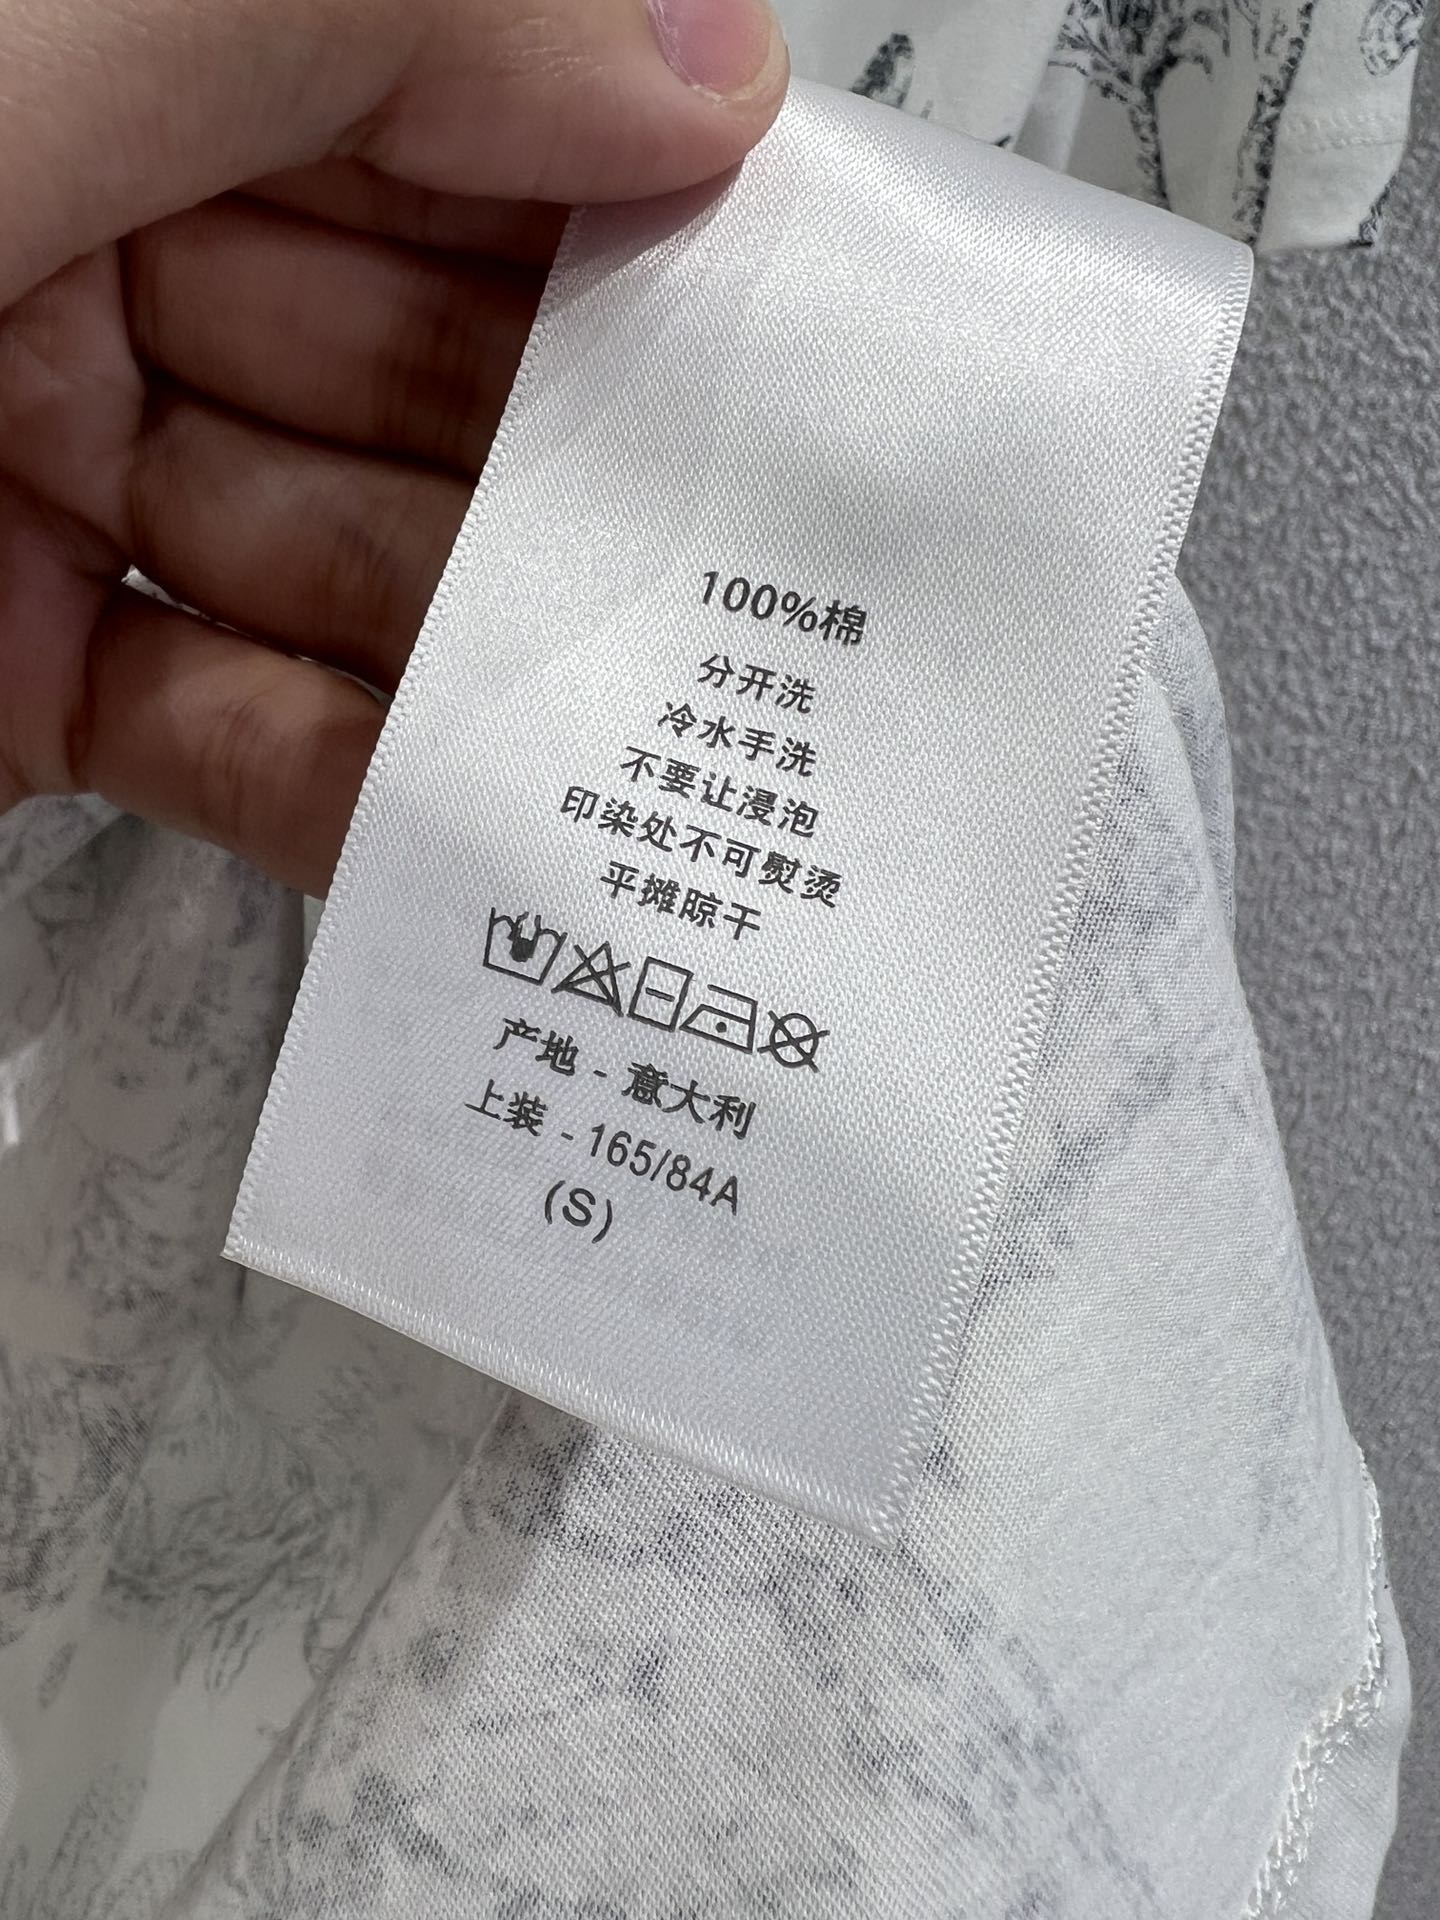 100%棉
分开洗
冷水手洗
不要让浸泡
印染处不可熨烫
平摊晾干
产地 - 意大利
上装 - 165/84A
(S)